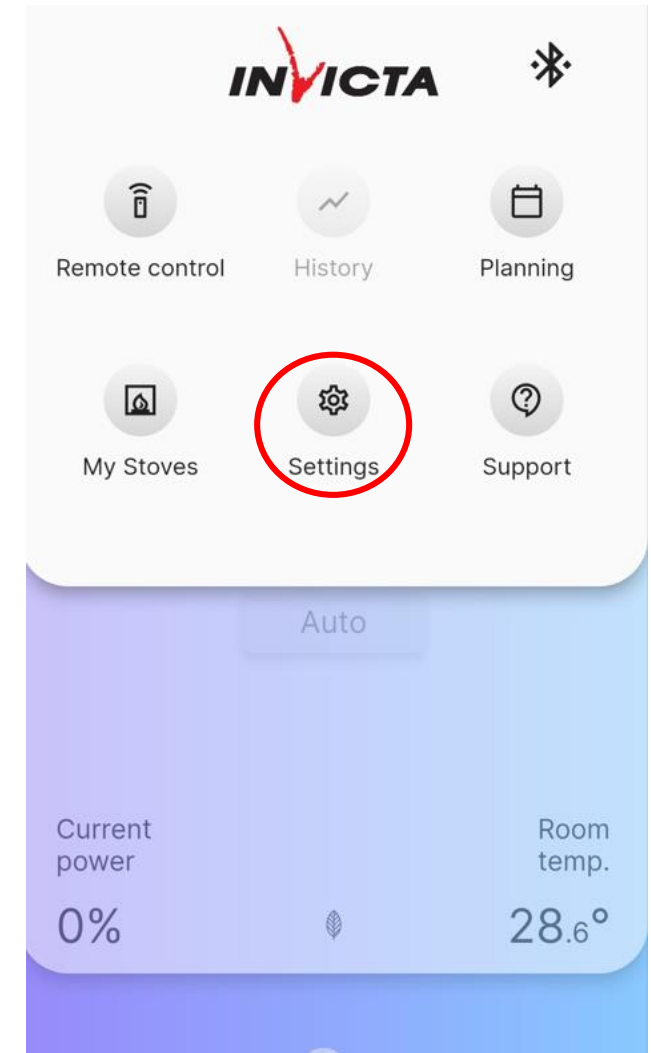 INVICTA
Remote control
History
Planning
My Stoves
Settings
Support
Auto
Current
power
Room
temp.
0%
28.6°